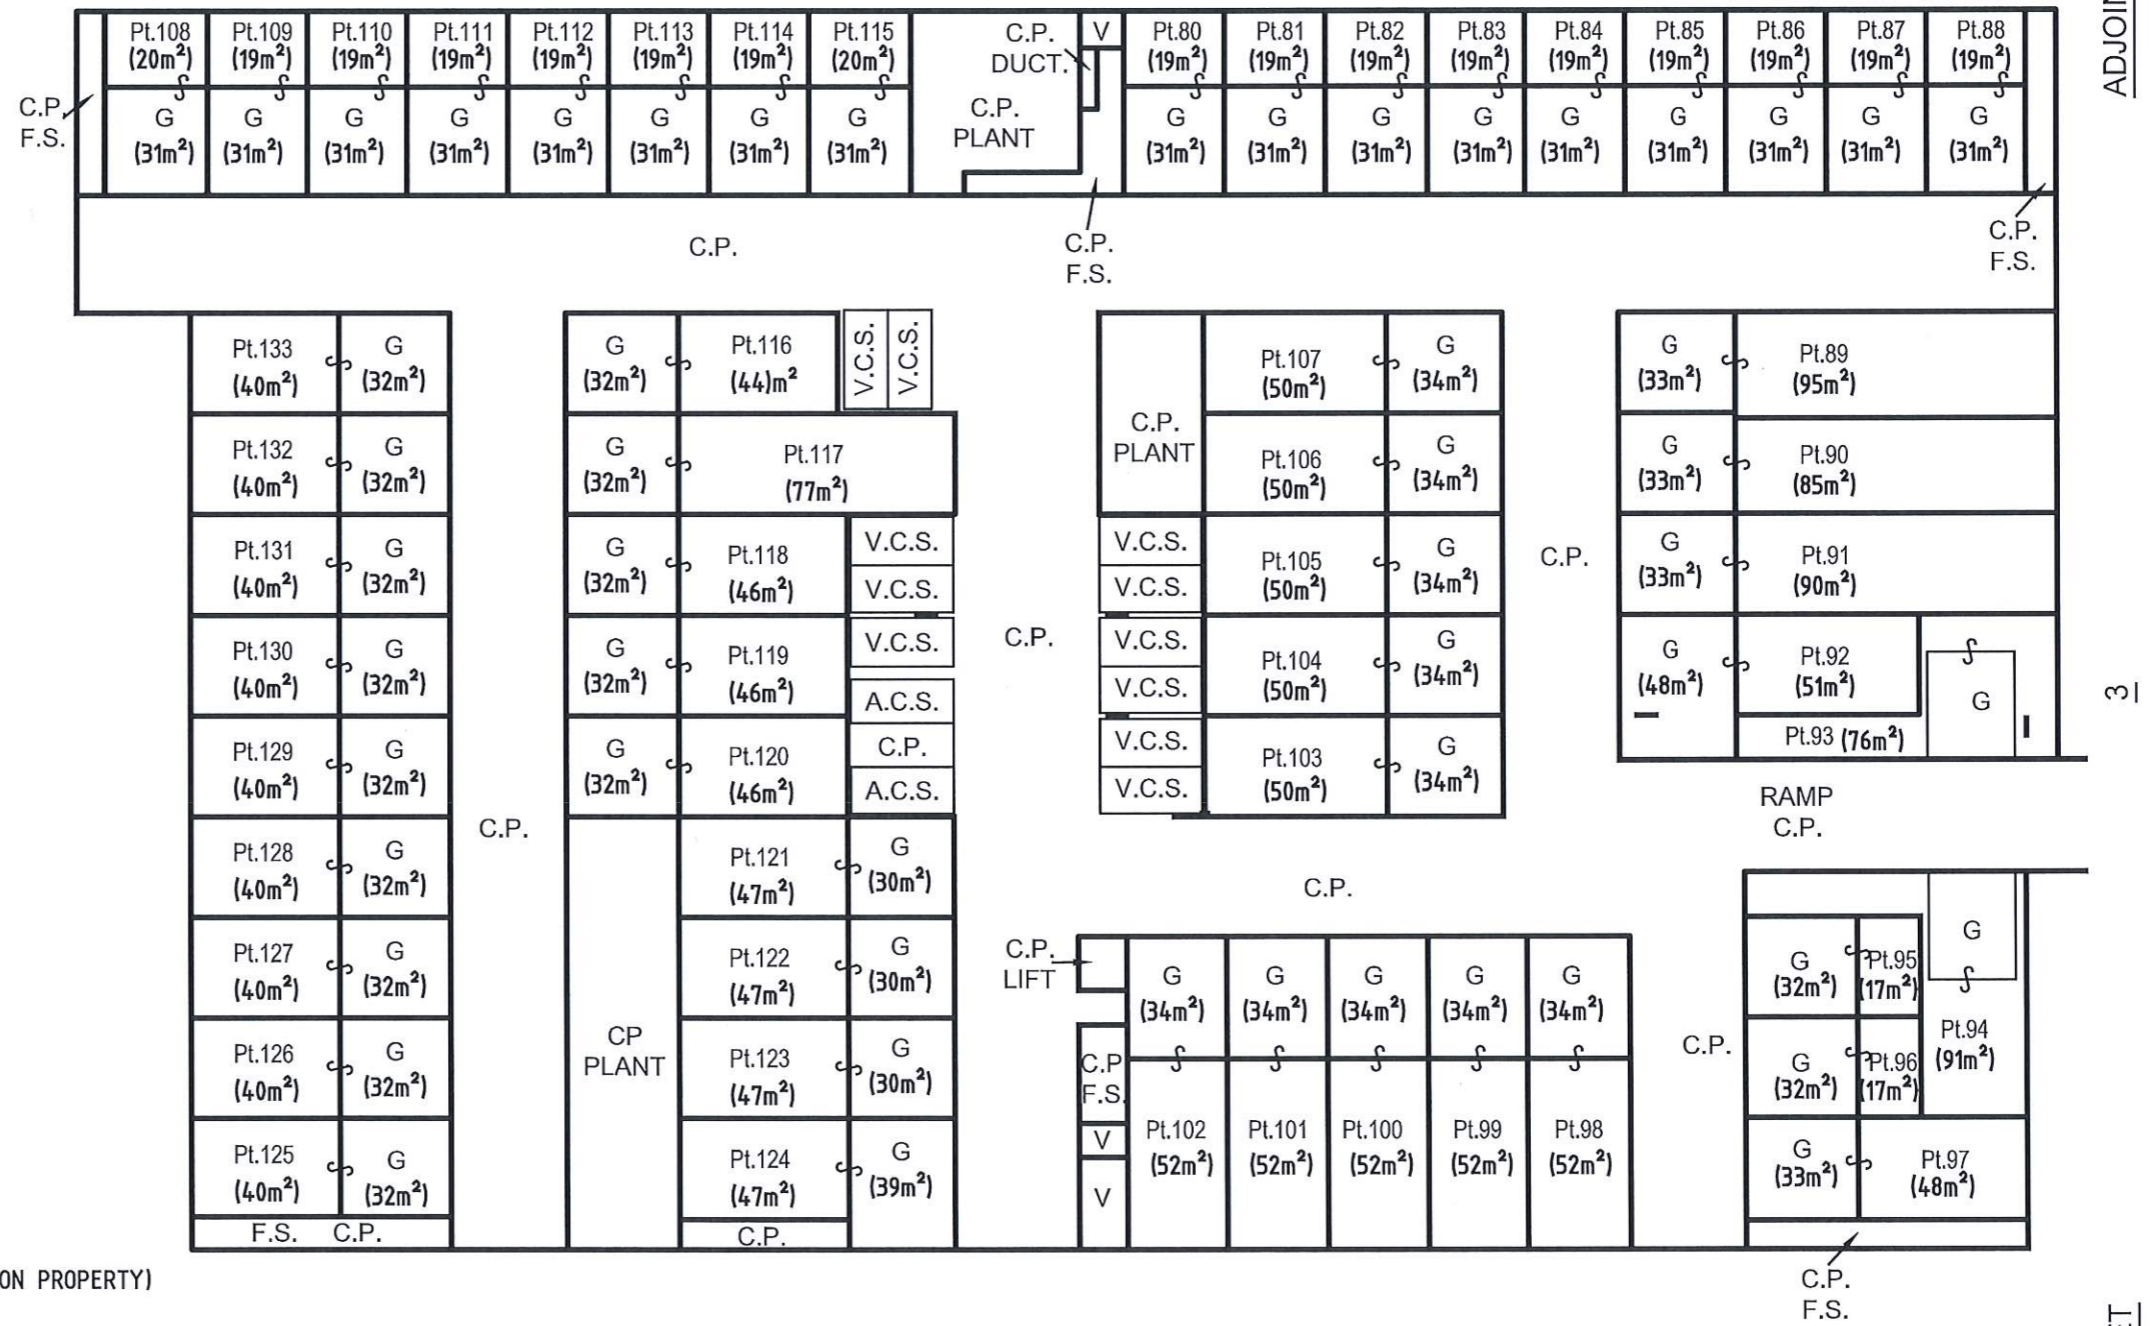 Pt.108 Pt.109 Pt.110 Pt.111 Pt.112 Pt.113 Pt.114 Pt.115 C.P. V Pt.80 Pt.81 Pt.82 Pt.83 Pt.84 Pt.85 Pt.86 Pt.87 Pt.88
(20m²) (19m²) (19m²) (19m²) (19m²) (19m²) (19m²) (20m²) DUCT. (19m²) (19m²) (19m²) (19m²) (19m²) (19m²) (19m²) (19m²) (19m²)
C.P.
F.S.
G G G G G G G G C.P. G G G G G G G G G
PLANT
(31m²) (31m²) (31m²) (31m²) (31m²) (31m²) (31m²) (31m²) (31m²) (31m²) (31m²) (31m²) (31m²) (31m²) (31m²) (31m²) (31m²)
C.P.
C.P.
F.S.
C.P.
F.S.
Pt.133 G
(40m²) (32m²)
Pt.132 G
(40m²) (32m²)
Pt.131 G
(40m²) (32m²)
Pt.130 G
(40m²) (32m²)
Pt.129 G
(40m²) (32m²)
Pt.128 G
(40m²) (32m²)
Pt.127 G
(40m²) (32m²)
Pt.126 G
(40m²) (32m²)
Pt.125 G
(40m²) (32m²)
F.S. C.P.
C.P.
G Pt.116 V.C.S. V.C.S.
(32m²) (44)m²
G Pt.117
(32m²) (77m²)
G Pt.118 V.C.S.
(32m²) (46m²) V.C.S.
G Pt.119 V.C.S.
(32m²) (46m²) A.C.S.
G Pt.120 C.P.
(32m²) (46m²) A.C.S.
Pt.121 G
(47m²) (30m²)
Pt.122 G
(47m²) (30m²)
CP
PLANT
Pt.123 G
(47m²) (30m²)
Pt.124 G
(47m²) (39m²)
C.P.
C.P.
C.P.
PLANT
Pt.107 G
(50m²) (34m²)
Pt.106 G
(50m²) (34m²)
V.C.S. Pt.105 G
V.C.S. (50m²) (34m²)
V.C.S. Pt.104 G
V.C.S. (50m²) (34m²)
V.C.S. Pt.103 G
V.C.S. (50m²) (34m²)
C.P.
C.P.
G Pt.89
(33m²) (95m²)
G Pt.90
(33m²) (85m²)
G Pt.91
(33m²) (90m²)
G Pt.92
(48m²) (51m²)
G
Pt.93 (76m²)
RAMP
C.P.
C.P.
LIFT
G G G G G
(34m²) (34m²) (34m²) (34m²) (34m²)
C.P
F.S.
V
V
Pt.102 Pt.101 Pt.100 Pt.99 Pt.98
(52m²) (52m²) (52m²) (52m²) (52m²)
C.P.
G
G Pt.95
(32m²) (17m²)
Pt.94
(91m²)
G Pt.96
(32m²) (17m²)
G Pt.97
(33m²) (48m²)
C.P.
F.S.
ON PROPERTY)
ADJOIN
3
ET